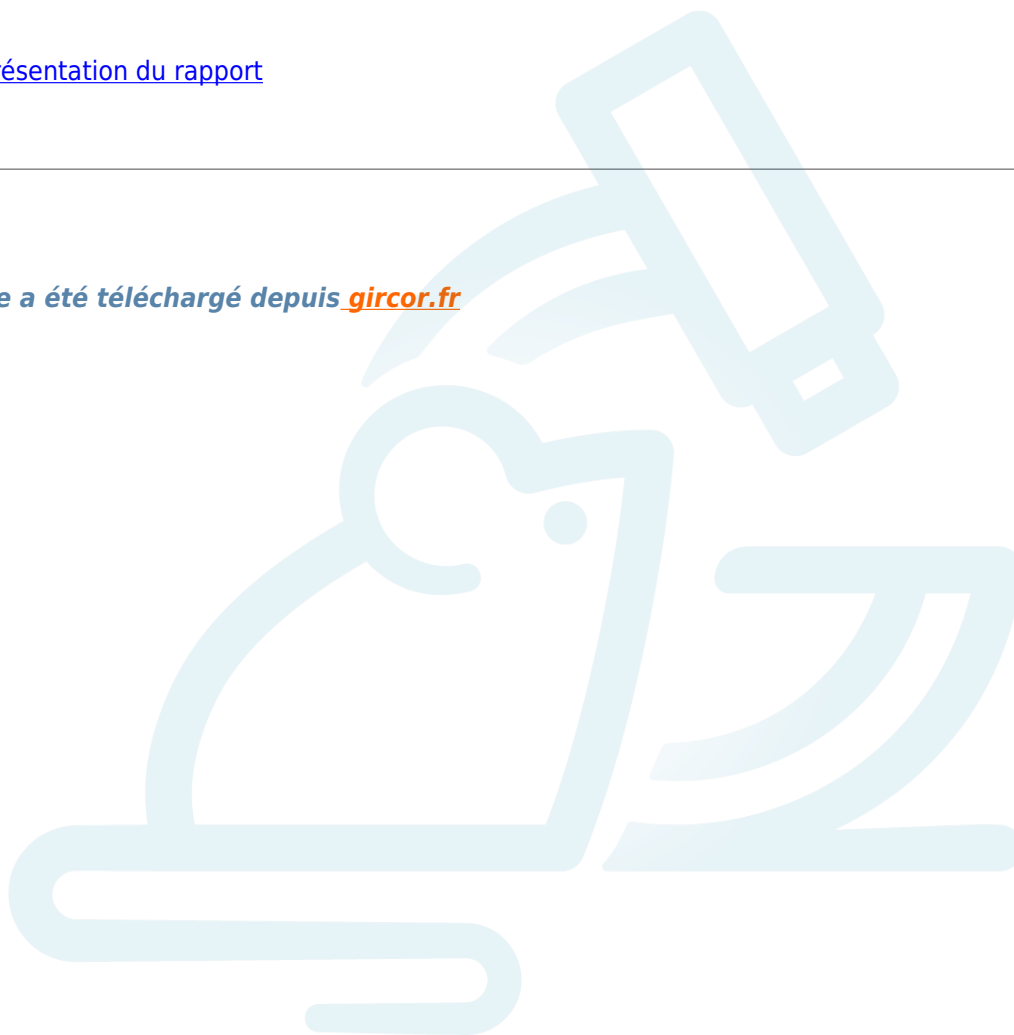 ésentation du rapport
e a été téléchargé depuis gircor.fr